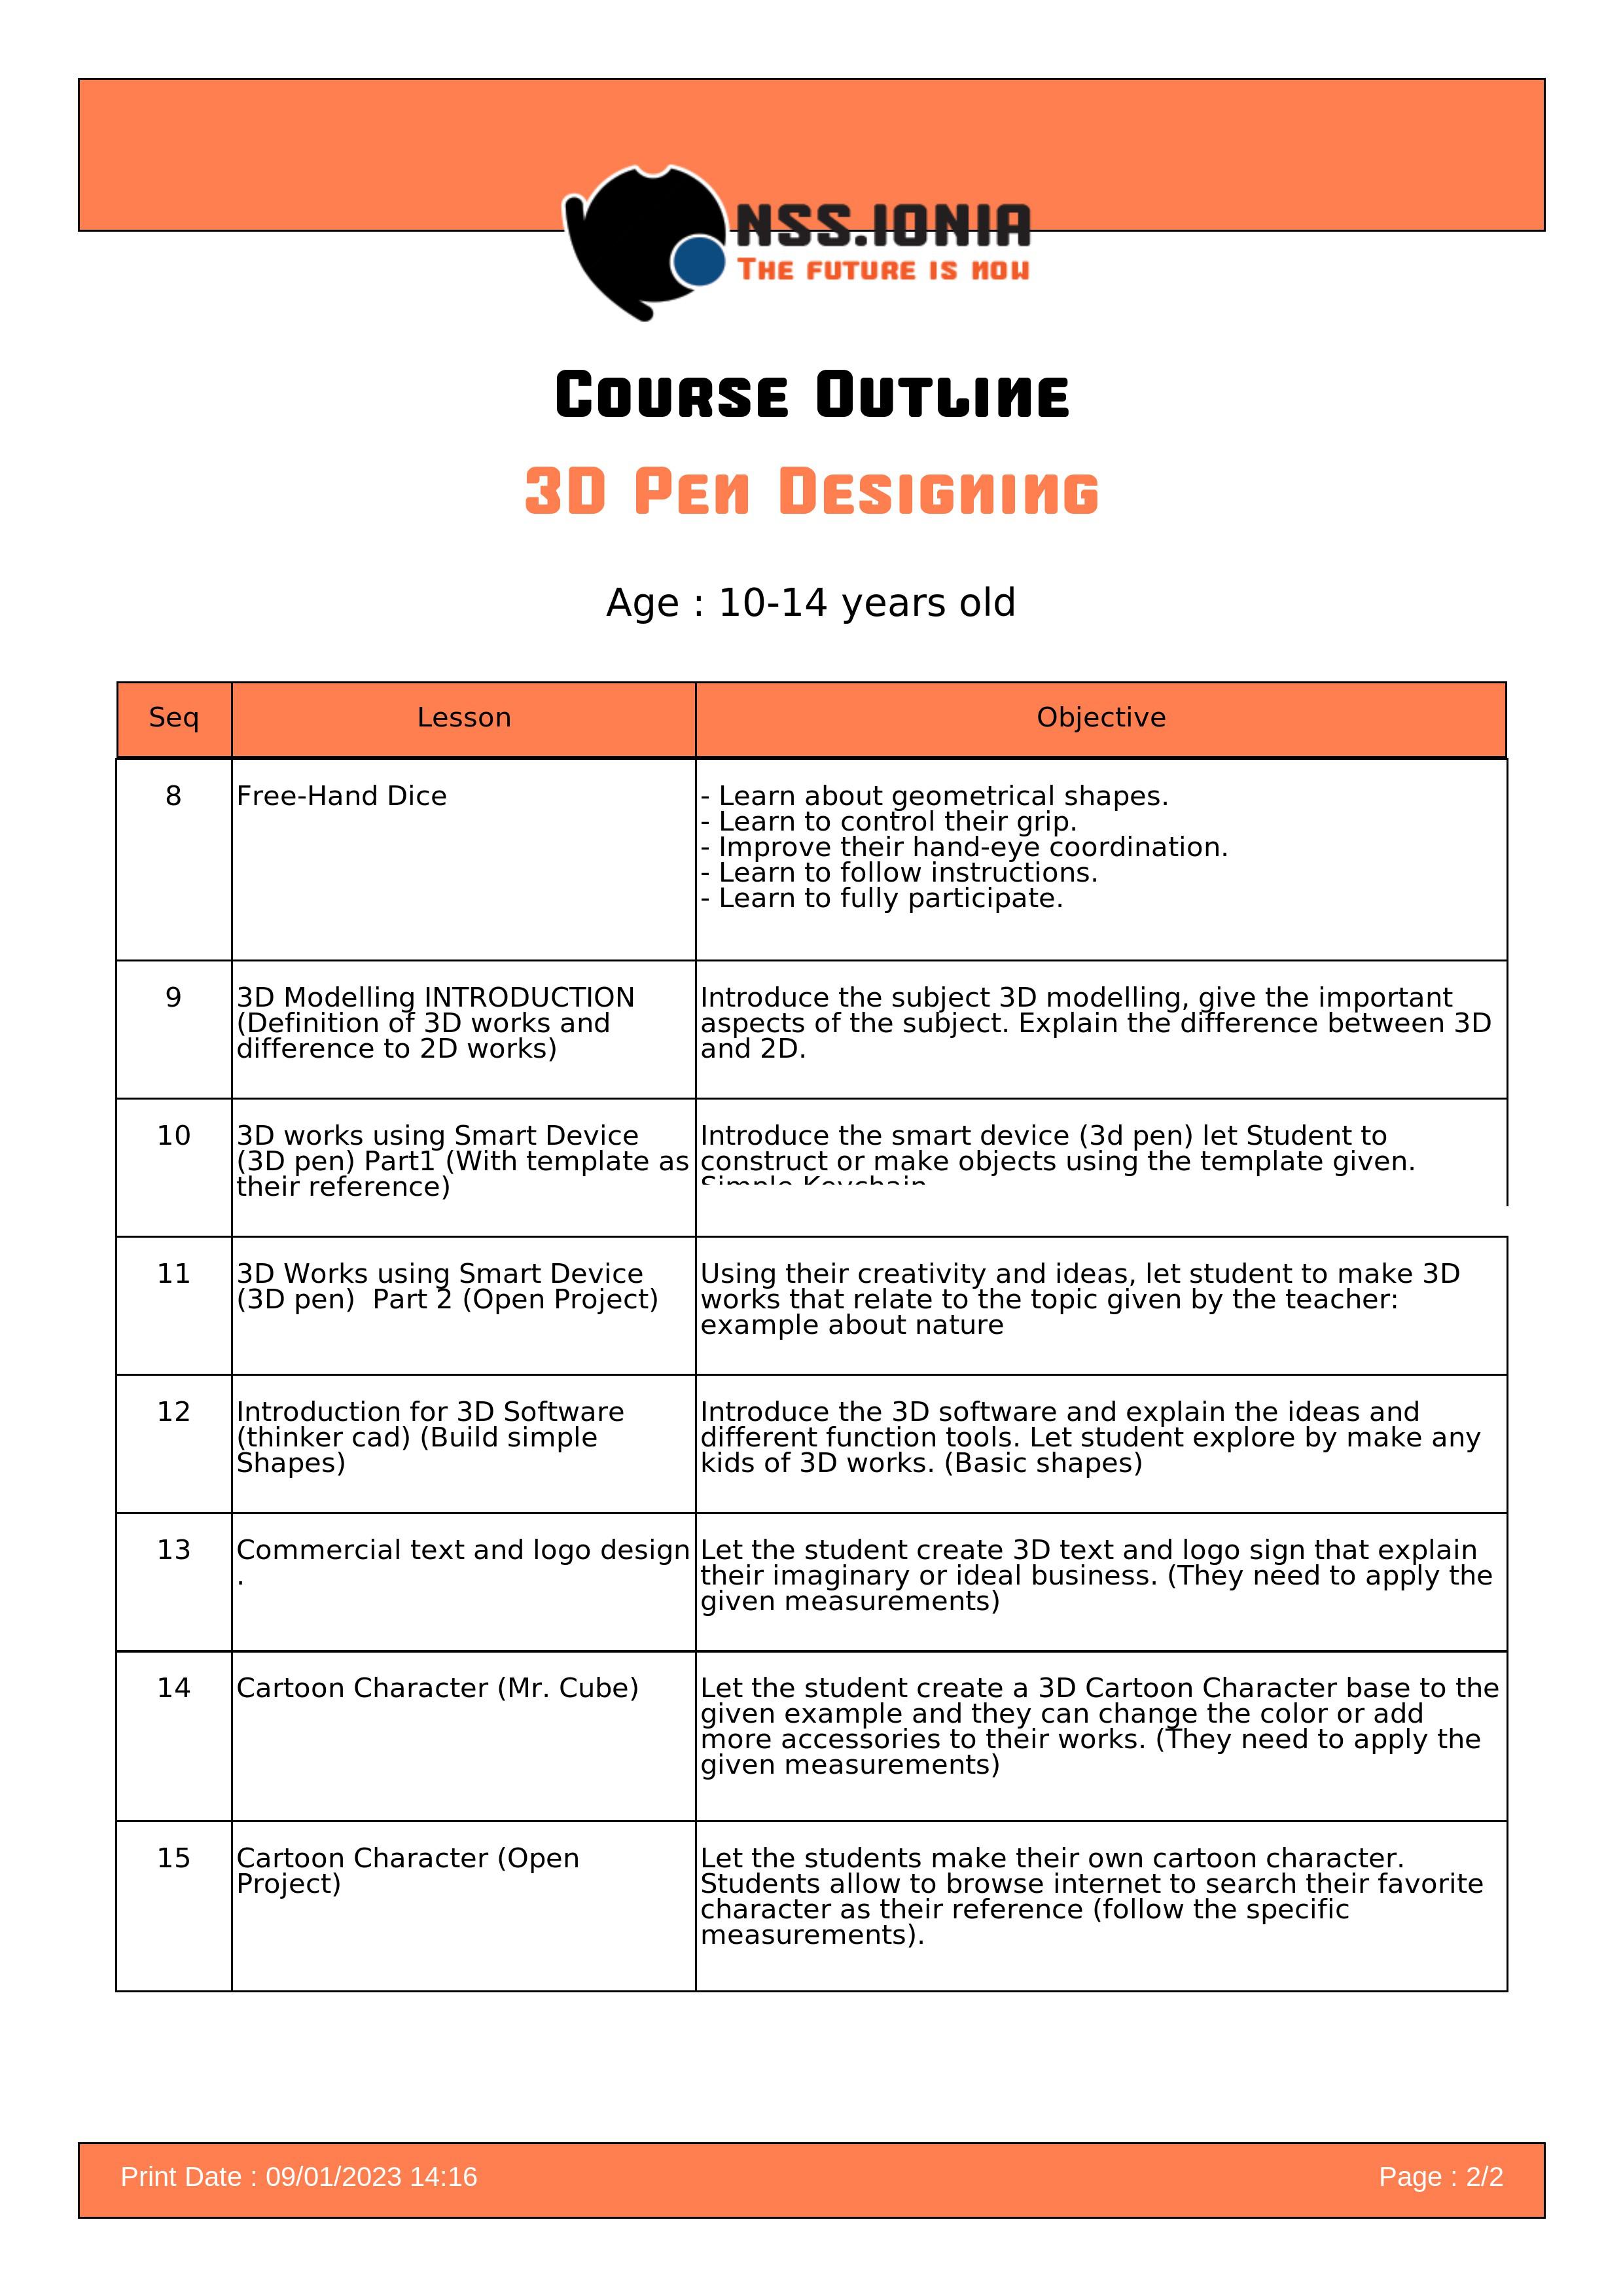 NSS.IONIA
The future is now
Course Outline
3D Pen Designing
Age : 10-14 years old
Seq Lesson Objective
8 Free-Hand Dice - Learn about geometrical shapes.
- Learn to control their grip.
- Improve their hand-eye coordination.
- Learn to follow instructions.
- Learn to fully participate.
9 3D Modelling INTRODUCTION Introduce the subject 3D modelling, give the important
(Definition of 3D works and aspects of the subject. Explain the difference between 3D
difference to 2D works) and 2D.
10 3D works using Smart Device Introduce the smart device (3d pen) let Student to
(3D pen) Part1 (With template as construct or make objects using the template given.
their reference) Simple Keychain
11 3D Works using Smart Device Using their creativity and ideas, let student to make 3D
(3D pen)  Part 2 (Open Project) works that relate to the topic given by the teacher:
example about nature
12 Introduction for 3D Software Introduce the 3D software and explain the ideas and
(thinker cad) (Build simple different function tools. Let student explore by make any
Shapes) kids of 3D works. (Basic shapes)
13 Commercial text and logo design Let the student create 3D text and logo sign that explain
. their imaginary or ideal business. (They need to apply the
given measurements)
14 Cartoon Character (Mr. Cube) Let the student create a 3D Cartoon Character base to the
given example and they can change the color or add
more accessories to their works. (They need to apply the
given measurements)
15 Cartoon Character (Open Let the students make their own cartoon character.
Project) Students allow to browse internet to search their favorite
character as their reference (follow the specific
measurements).
Print Date : 09/01/2023 14:16 Page : 2/2